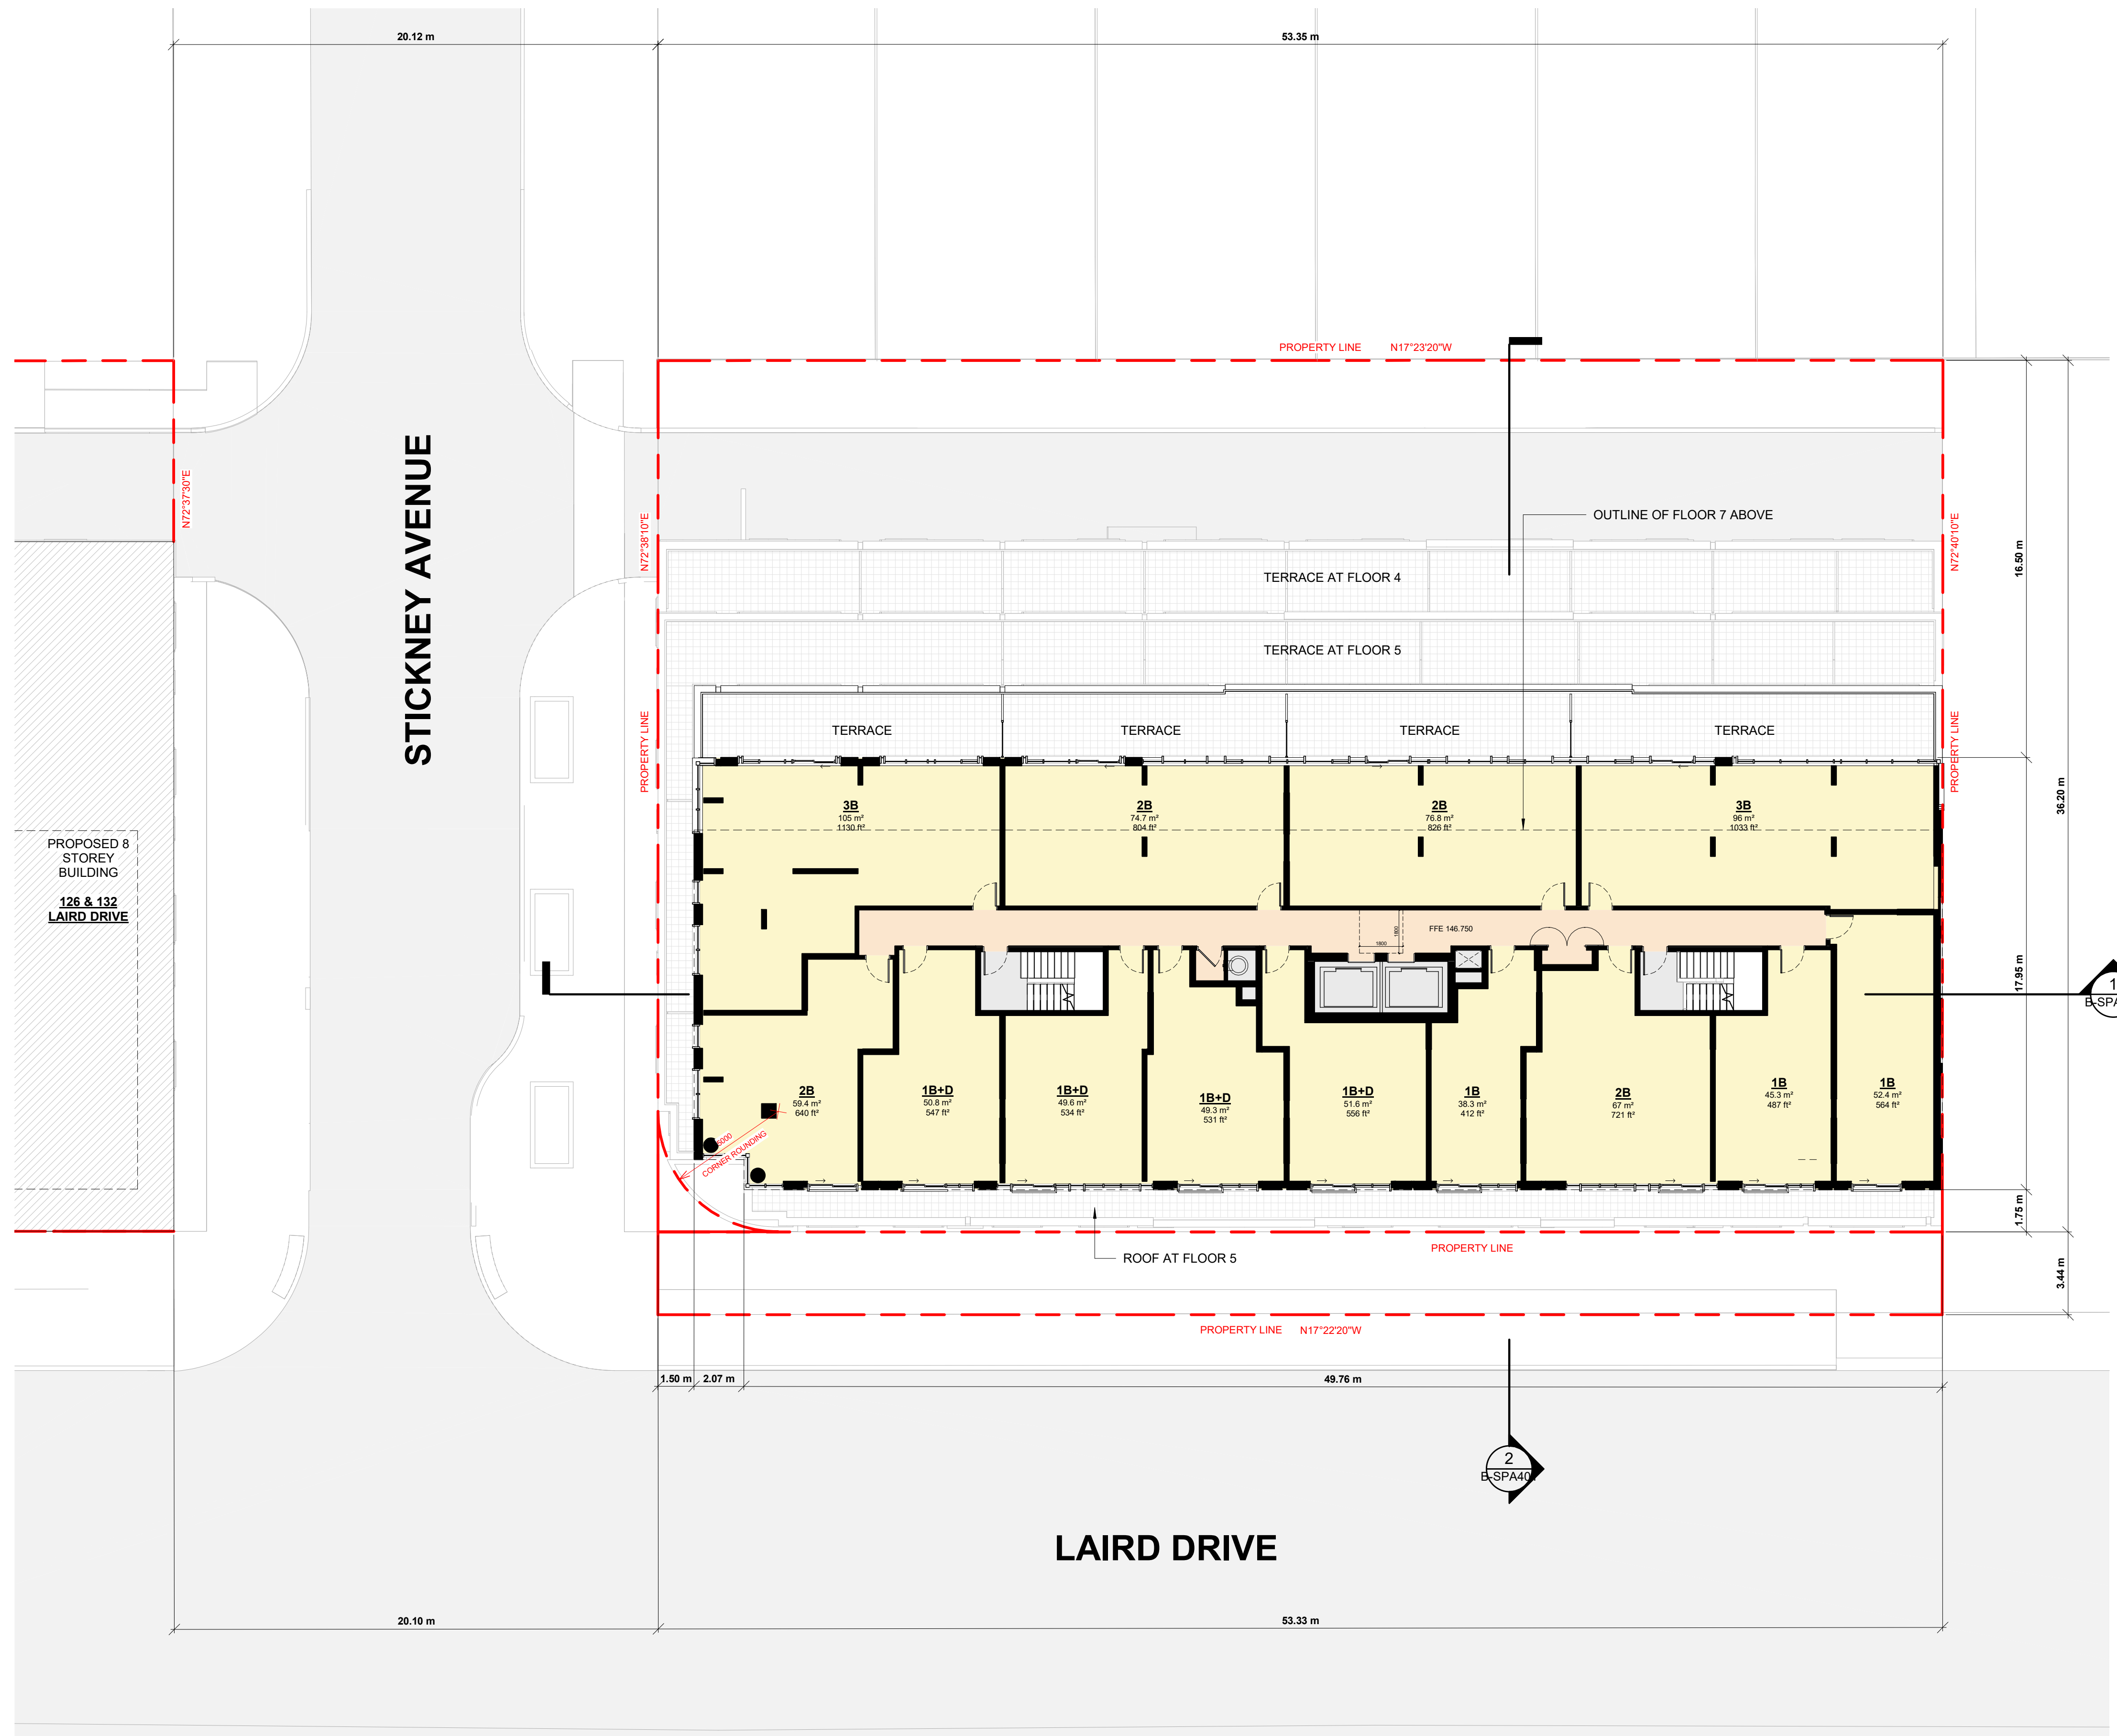 20.12 m
53.35 m
PROPERTY LINE N17°23'20"W
N72°37'30"E
STICKNEY AVENUE
N72°38'10"E
PROPERTY LINE
OUTLINE OF FLOOR 7 ABOVE
N72°40'10"E
PROPERTY LINE
16.50 m
36.20 m
17.95 m
1.75 m
3.44 m
TERRACE AT FLOOR 4
TERRACE AT FLOOR 5
TERRACE
TERRACE
TERRACE
TERRACE
3B
105 m²
1130 ft²
2B
74.7 m²
804 ft²
2B
76.8 m²
826 ft²
3B
96 m²
1033 ft²
PROPOSED 8
STOREY
BUILDING
126 & 132
LAIRD DRIVE
FFE 146.750
1800
1800
1
B-SPA
2B
59.4 m²
640 ft²
1B+D
50.8 m²
547 ft²
1B+D
49.6 m²
534 ft²
1B+D
49.3 m²
531 ft²
1B+D
51.6 m²
556 ft²
1B
38.3 m²
412 ft²
2B
67 m²
721 ft²
1B
45.3 m²
487 ft²
1B
52.4 m²
564 ft²
CORNER ROUNDING
ROOF AT FLOOR 5
PROPERTY LINE
PROPERTY LINE N17°22'20"W
1.50 m
2.07 m
49.76 m
2
B-SPA40
LAIRD DRIVE
20.10 m
53.33 m